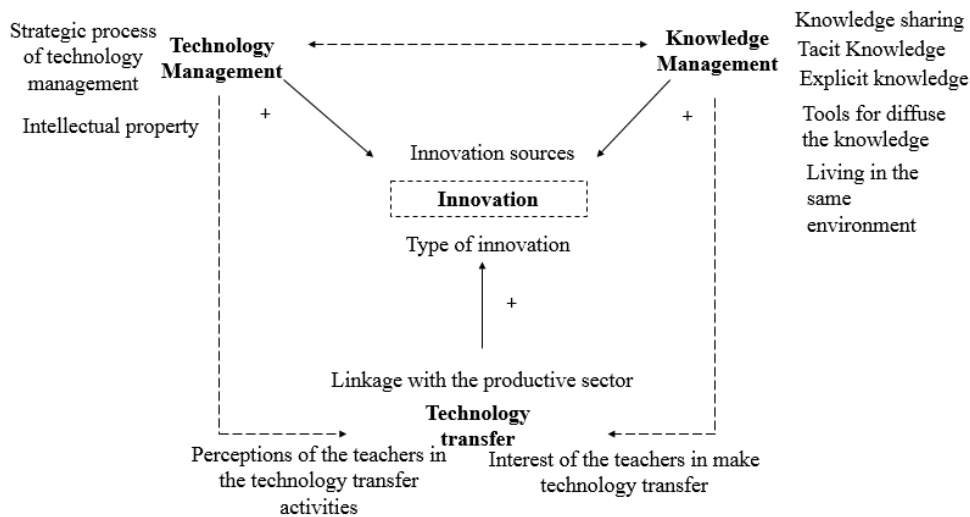 Strategic process
of technology
management
Intellectual property
Technology
Management
+
Knowledge
Management
+
Knowledge sharing
Tacit Knowledge
Explicit knowledge
Tools for diffuse
the knowledge
Living in the
same
environment
Innovation sources
Innovation
Type of innovation
+
Linkage with the productive sector
Technology
transfer
Perceptions of the teachers in
the technology transfer
activities
Interest of the teachers in make
technology transfer